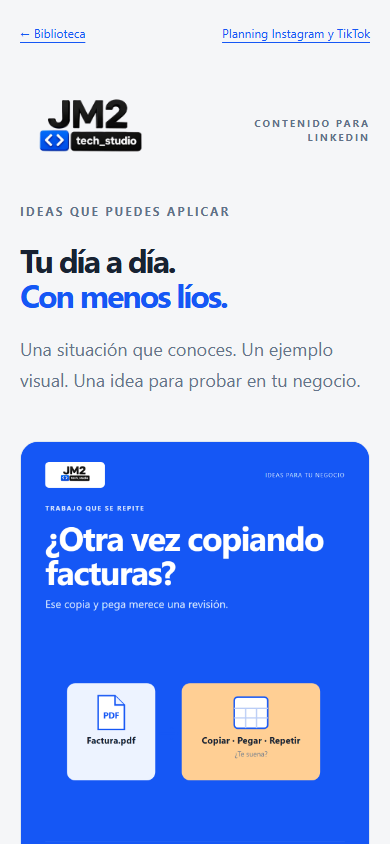 ← Biblioteca
Planning Instagram y TikTok
JM2
<> tech_studio
CONTENIDO PARA
LINKEDIN
IDEAS QUE PUEDES APLICAR
Tu día a día.
Con menos líos.
Una situación que conoces. Un ejemplo
visual. Una idea para probar en tu negocio.
JM2
<> tech_studio
IDEAS PARA TU NEGOCIO
TRABAJO QUE SE REPITE
¿Otra vez copiando
facturas?
Ese copia y pega merece una revisión.
PDF
Factura.pdf
Copiar · Pegar · Repetir
¿Te suena?